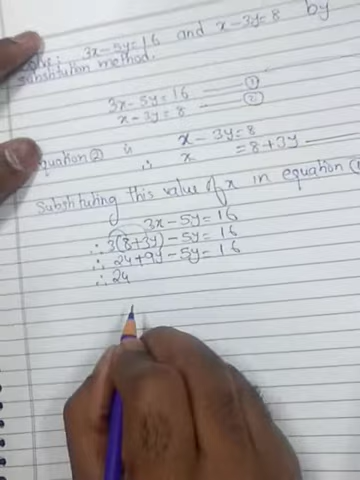 Solve: 3x-5y=16 and x-3y=8 by
substitution method.
3x-5y=16 ①
x-3y=8 ②
Equation ② is x-3y=8
∴ x =8+3y
Substituting this value of x in equation ①
3x-5y=16
∴ 3(8+3y)-5y=16
∴ 24+9y-5y=16
∴ 24